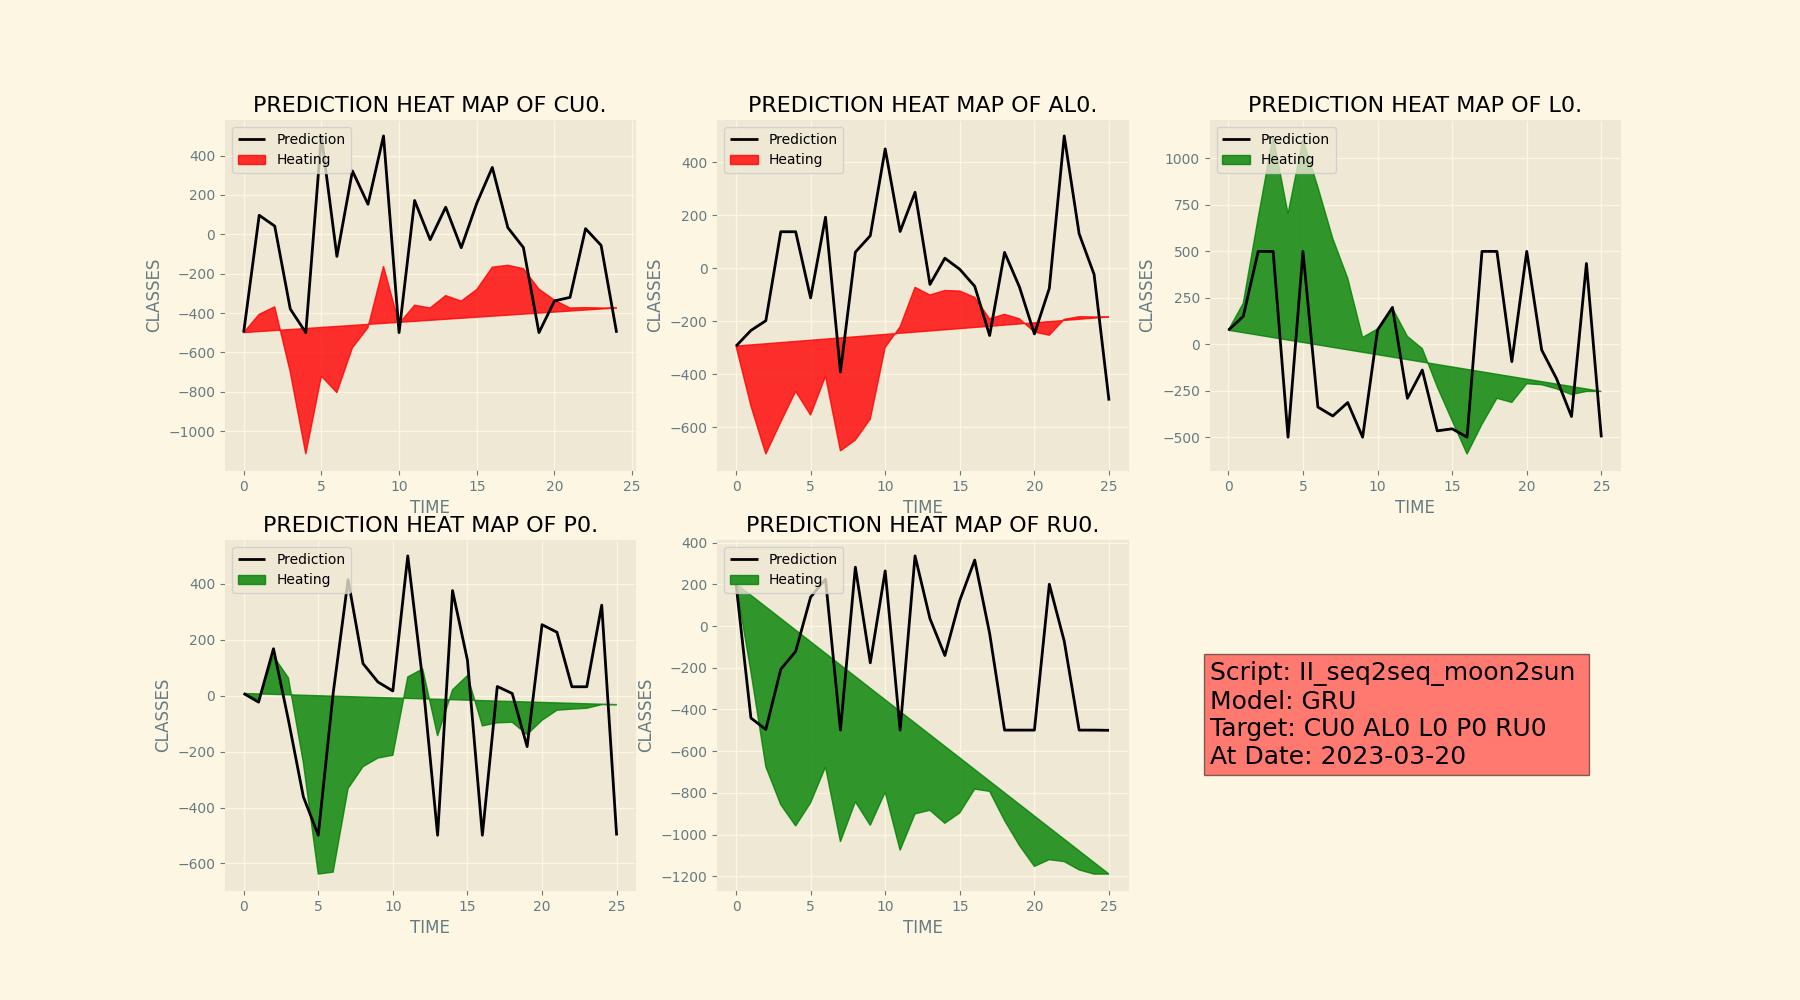 PREDICTION HEAT MAP OF CU0.
Prediction
Heating
400
200
0
−200
−400
−600
−800
−1000
CLASSES
0 5 10 15 20 25
TIME
PREDICTION HEAT MAP OF AL0.
Prediction
Heating
400
200
0
−200
−400
−600
CLASSES
0 5 10 15 20 25
TIME
PREDICTION HEAT MAP OF L0.
Prediction
Heating
1000
750
500
250
0
−250
−500
CLASSES
0 5 10 15 20 25
TIME
PREDICTION HEAT MAP OF P0.
Prediction
Heating
400
200
0
−200
−400
−600
CLASSES
0 5 10 15 20 25
TIME
PREDICTION HEAT MAP OF RU0.
Prediction
Heating
400
200
0
−200
−400
−600
−800
−1000
−1200
CLASSES
0 5 10 15 20 25
TIME
Script: II_seq2seq_moon2sun
Model: GRU
Target: CU0 AL0 L0 P0 RU0
At Date: 2023-03-20